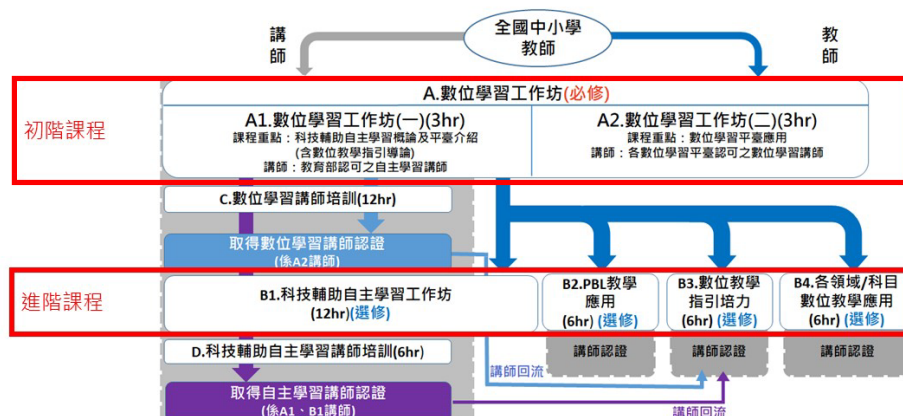 全國中小學
教師
講師
教師
初階課程
A.數位學習工作坊(必修)
A1.數位學習工作坊(一)(3hr)
課程重點：科技輔助自主學習概論及平臺介紹
(含數位教學指引導論)
講師：教育部認可之自主學習講師
A2.數位學習工作坊(二)(3hr)
課程重點：數位學習平臺應用
講師：各數位學習平臺認可之數位學習講師
C.數位學習講師培訓(12hr)
取得數位學習講師認證
(係A2講師)
進階課程
B1.科技輔助自主學習工作坊
(12hr)(選修)
B2.PBL教學
應用
(6hr) (選修)
B3.數位教學
指引培力
(6hr) (選修)
B4.各領域/科目
數位教學應用
(6hr) (選修)
D.科技輔助自主學習講師培訓(6hr)
講師認證
講師認證
講師認證
講師回流
取得自主學習講師認證
(係A1、B1講師)
講師回流